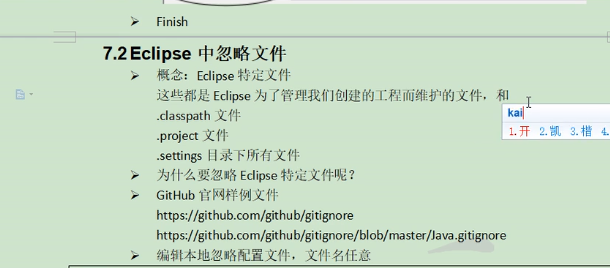 Finish
7.2 Eclipse 中忽略文件
概念：Eclipse 特定文件
这些都是 Eclipse 为了管理我们创建的工程而维护的文件，和
.classpath 文件
kai
1.开 2.凯 3.楷 4.
.project 文件
.settings 目录下所有文件
为什么要忽略 Eclipse 特定文件呢？
GitHub 官网样例文件
https://github.com/github/gitignore
https://github.com/github/gitignore/blob/master/Java.gitignore
编辑本地忽略配置文件，文件名任意